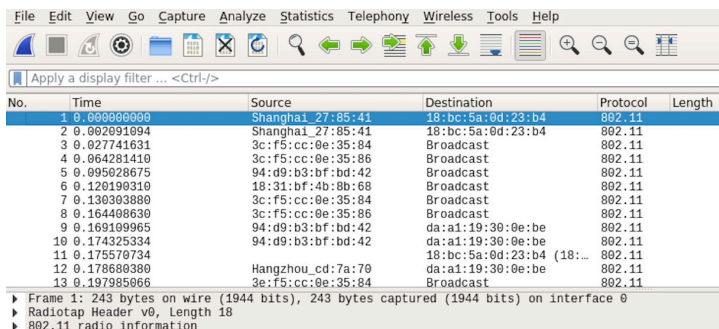 File Edit View Go Capture Analyze Statistics Telephony Wireless Tools Help
Apply a display filter ... <Ctrl-/>
No. Time Source Destination Protocol Length
1 0.000000000 Shanghai_27:85:41 18:bc:5a:0d:23:b4 802.11
2 0.002091094 Shanghai_27:85:41 18:bc:5a:0d:23:b4 802.11
3 0.027741631 3c:f5:cc:0e:35:84 Broadcast 802.11
4 0.064281410 3c:f5:cc:0e:35:86 Broadcast 802.11
5 0.095028675 94:d9:b3:bf:bd:42 Broadcast 802.11
6 0.120190310 18:31:bf:4b:8b:68 Broadcast 802.11
7 0.130303880 3c:f5:cc:0e:35:84 Broadcast 802.11
8 0.164408630 3c:f5:cc:0e:35:86 Broadcast 802.11
9 0.169109965 94:d9:b3:bf:bd:42 da:a1:19:30:0e:be 802.11
10 0.174325334 94:d9:b3:bf:bd:42 da:a1:19:30:0e:be 802.11
11 0.175570734 18:bc:5a:0d:23:b4 (18:… 802.11
12 0.178680380 Hangzhou_cd:7a:70 da:a1:19:30:0e:be 802.11
13 0.197985066 3e:f5:cc:0e:35:84 Broadcast 802.11
Frame 1: 243 bytes on wire (1944 bits), 243 bytes captured (1944 bits) on interface 0
Radiotap Header v0, Length 18
802.11 radio information